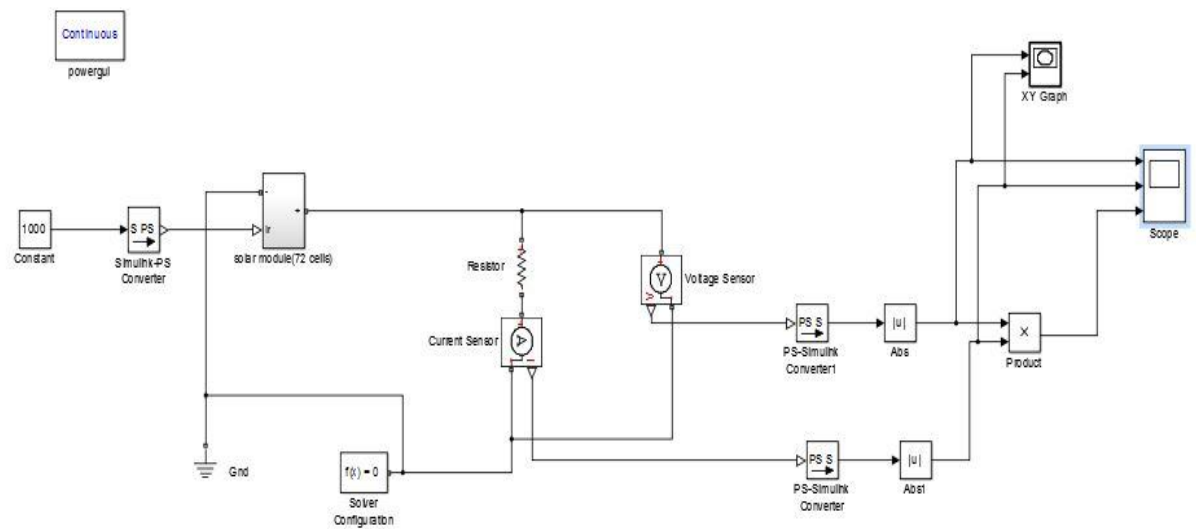 Continuous
powergui
XY Graph
Scope
1000
Constant
S PS
Simulink-PS
Converter
-
+
Ir
solar module(72 cells)
Resistor
+
V
Voltage Sensor
Current Sensor
A
PS S
PS-Simulink
Converter1
|u|
Abs
×
Product
Gnd
f(x) = 0
Solver
Configuration
PS S
PS-Simulink
Converter
|u|
Abs1